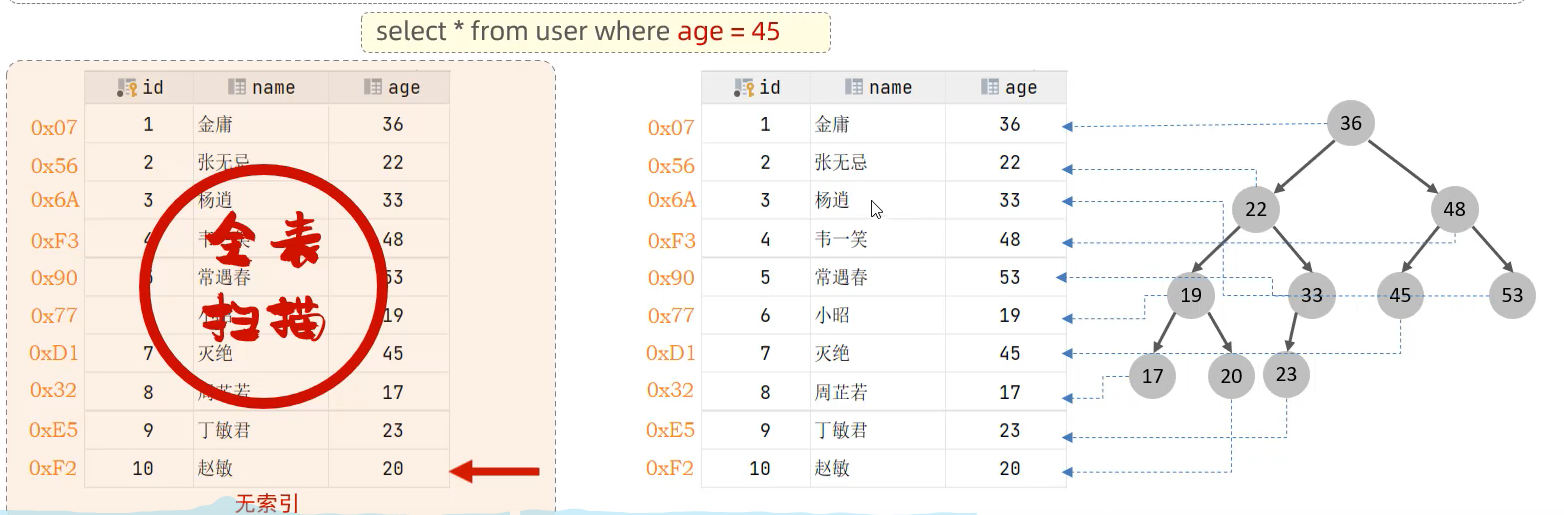 select * from user where age = 45
id name age
0x07 1 金庸 36
0x56 2 张无忌 22
0x6A 3 杨逍 33
0xF3 4 韦一笑 48
0x90 5 常遇春 53
0x77 6 小昭 19
0xD1 7 灭绝 45
0x32 8 周芷若 17
0xE5 9 丁敏君 23
0xF2 10 赵敏 20
全表
扫描
无索引
id name age
0x07 1 金庸 36
0x56 2 张无忌 22
0x6A 3 杨逍 33
0xF3 4 韦一笑 48
0x90 5 常遇春 53
0x77 6 小昭 19
0xD1 7 灭绝 45
0x32 8 周芷若 17
0xE5 9 丁敏君 23
0xF2 10 赵敏 20
36
22 48
19 33 45 53
17 20 23